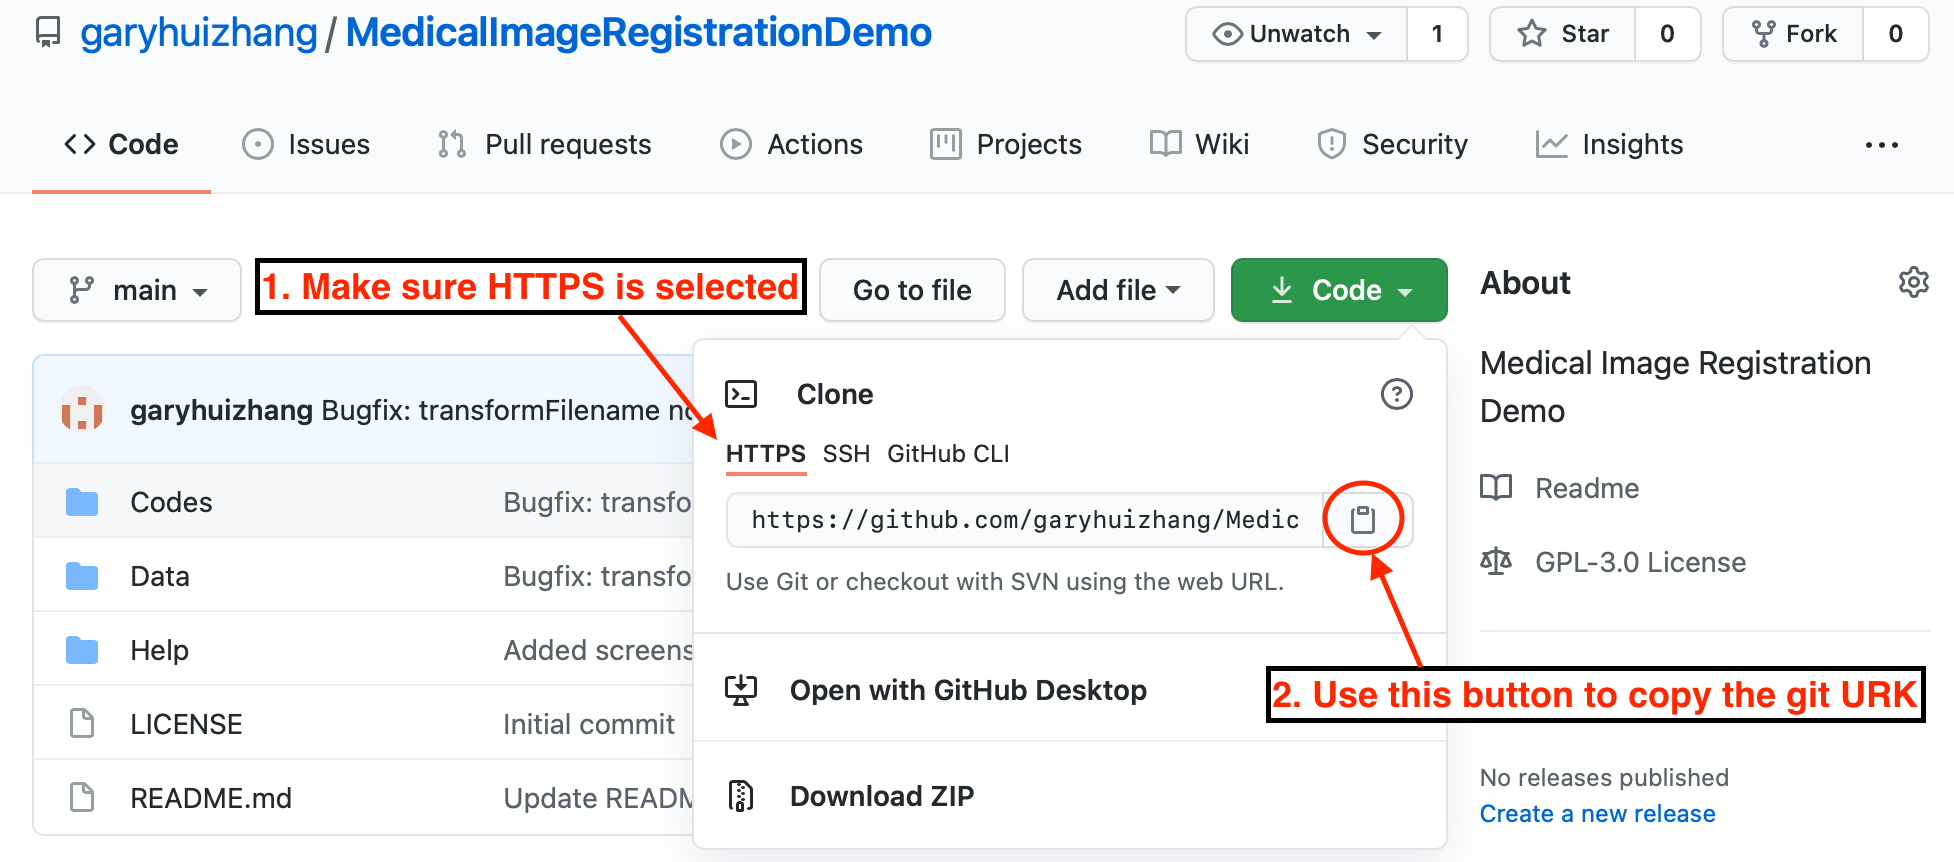 garyhuizhang / MedicalImageRegistrationDemo
Unwatch 1 Star 0 Fork 0
Code Issues Pull requests Actions Projects Wiki Security Insights ...
main 1. Make sure HTTPS is selected Go to file Add file Code
About
Medical Image Registration
Demo
Readme
GPL-3.0 License
No releases published
Create a new release
garyhuizhang Bugfix: transformFilename no
Codes Bugfix: transfo
Data Bugfix: transfo
Help Added screens
LICENSE Initial commit
README.md Update READM
Clone
HTTPS SSH GitHub CLI
https://github.com/garyhuizhang/Medic
Use Git or checkout with SVN using the web URL.
Open with GitHub Desktop
2. Use this button to copy the git URK
Download ZIP